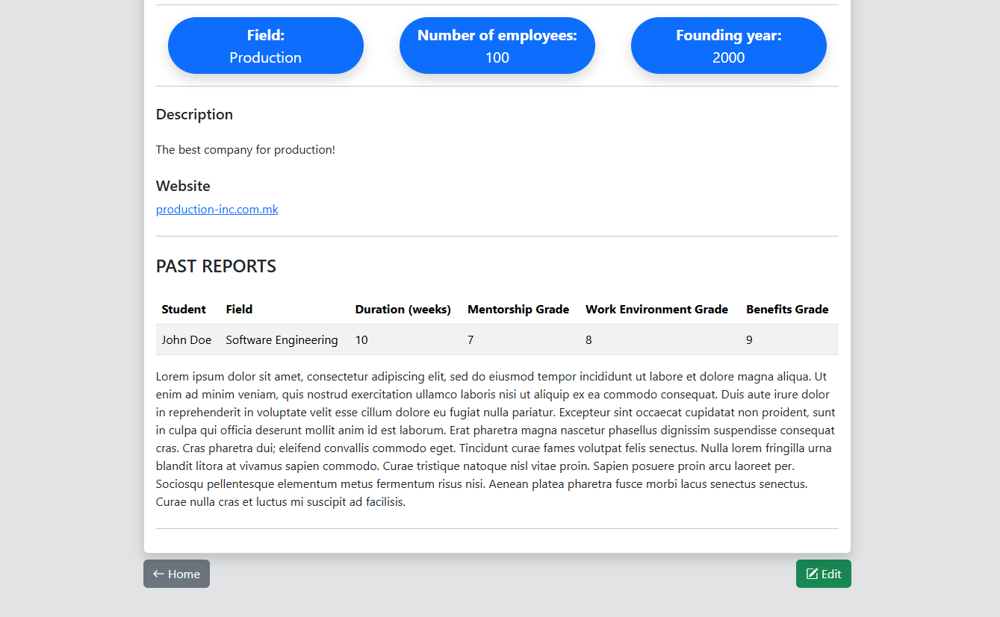 Field:
Production
Number of employees:
100
Founding year:
2000
Description
The best company for production!
Website
production-inc.com.mk
PAST REPORTS
Student Field Duration (weeks) Mentorship Grade Work Environment Grade Benefits Grade
John Doe Software Engineering 10 7 8 9
Lorem ipsum dolor sit amet, consectetur adipiscing elit, sed do eiusmod tempor incididunt ut labore et dolore magna aliqua. Ut
enim ad minim veniam, quis nostrud exercitation ullamco laboris nisi ut aliquip ex ea commodo consequat. Duis aute irure dolor
in reprehenderit in voluptate velit esse cillum dolore eu fugiat nulla pariatur. Excepteur sint occaecat cupidatat non proident, sunt
in culpa qui officia deserunt mollit anim id est laborum. Erat pharetra magna nascetur phasellus dignissim suspendisse consequat
cras. Cras pharetra dui; eleifend convallis commodo eget. Tincidunt curae fames volutpat felis senectus. Nulla lorem fringilla urna
blandit litora at vivamus sapien commodo. Curae tristique natoque nisl vitae proin. Sapien posuere proin arcu laoreet per.
Sociosqu pellentesque elementum metus fermentum risus nisi. Aenean platea pharetra fusce morbi lacus senectus senectus.
Curae nulla cras et luctus mi suscipit ad facilisis.
Home
Edit